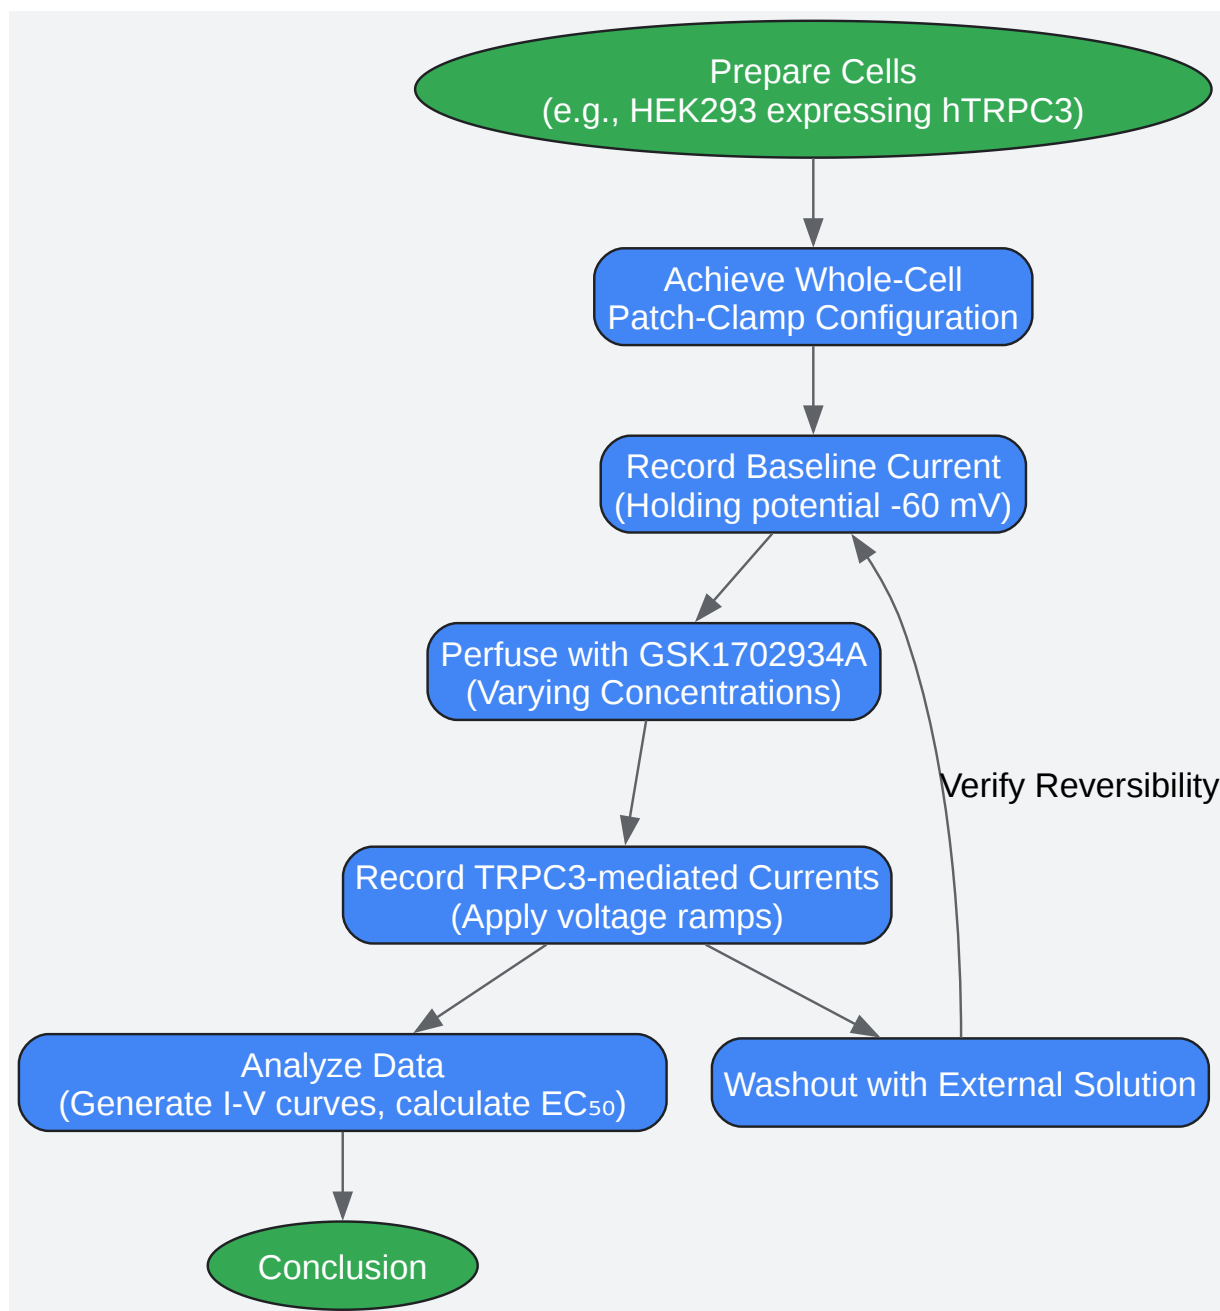 Prepare Cells
(e.g., HEK293 expressing hTRPC3)
Achieve Whole-Cell
Patch-Clamp Configuration
Record Baseline Current
(Holding potential -60 mV)
Perfuse with GSK1702934A
(Varying Concentrations)
Verify Reversibility
Record TRPC3-mediated Currents
(Apply voltage ramps)
Analyze Data
(Generate I-V curves, calculate EC₅₀)
Washout with External Solution
Conclusion